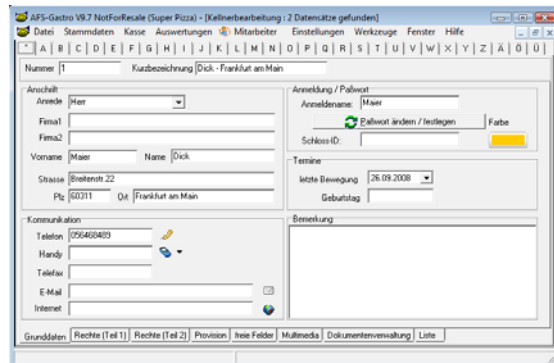 AFS-Gastro V9.7 NotForResale (Super Pizza) - [Kellnerbearbeitung : 2 Datensätze gefunden]
Datei Stammdaten Kasse Auswertungen Mitarbeiter Einstellungen Werkzeuge Fenster Hilfe
* A B C D E F G H I J K L M N O P Q R S T U V W X Y Z Ä Ö Ü
Nummer 1 Kurzbezeichnung Dick - Frankfurt am Main
Anschrift
Anrede Herr
Firma1
Firma2
Vorname Maier Name Dick
Strasse Breitenstr.22
Plz 60311 Ort Frankfurt am Main
Anmeldung / Paßwort
Anmeldename: Maier
Paßwort ändern / festlegen Farbe
Schloss-ID:
Termine
letzte Bewegung 26.09.2008
Geburtstag
Kommunikation
Telefon 056468489
Handy
Telefax
E-Mail
Internet
Bemerkung
Grunddaten Rechte (Teil 1) Rechte (Teil 2) Provision freie Felder Multimedia Dokumentenverwaltung Liste